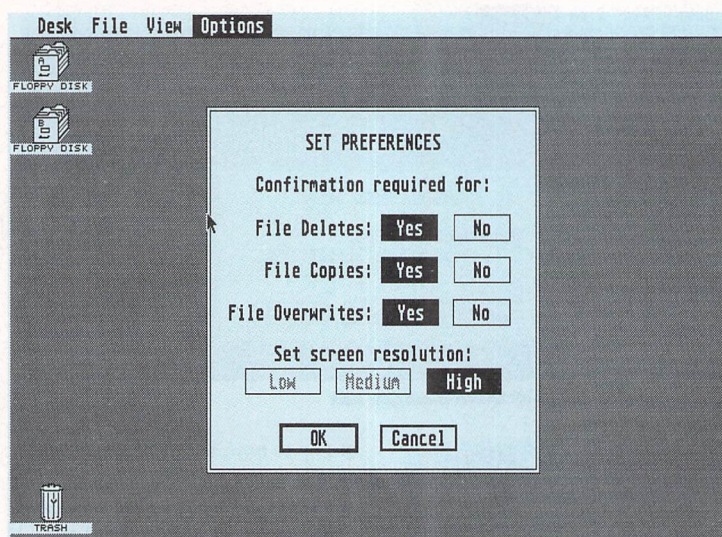 Desk File View Options
A
FLOPPY DISK
B
FLOPPY DISK
SET PREFERENCES
Confirmation required for:
File Deletes: Yes No
File Copies: Yes No
File Overwrites: Yes No
Set screen resolution:
Low Medium High
OK Cancel
TRASH